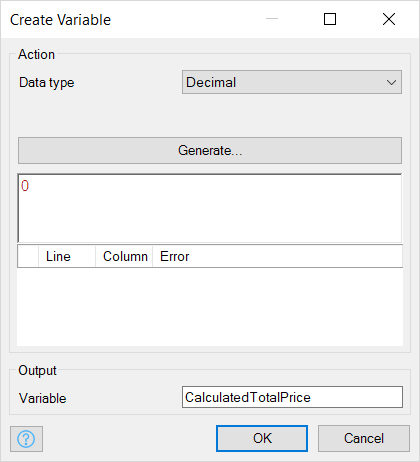 Create Variable
Action
Data type Decimal
Generate...
0
Line Column Error
Output
Variable CalculatedTotalPrice
? OK Cancel